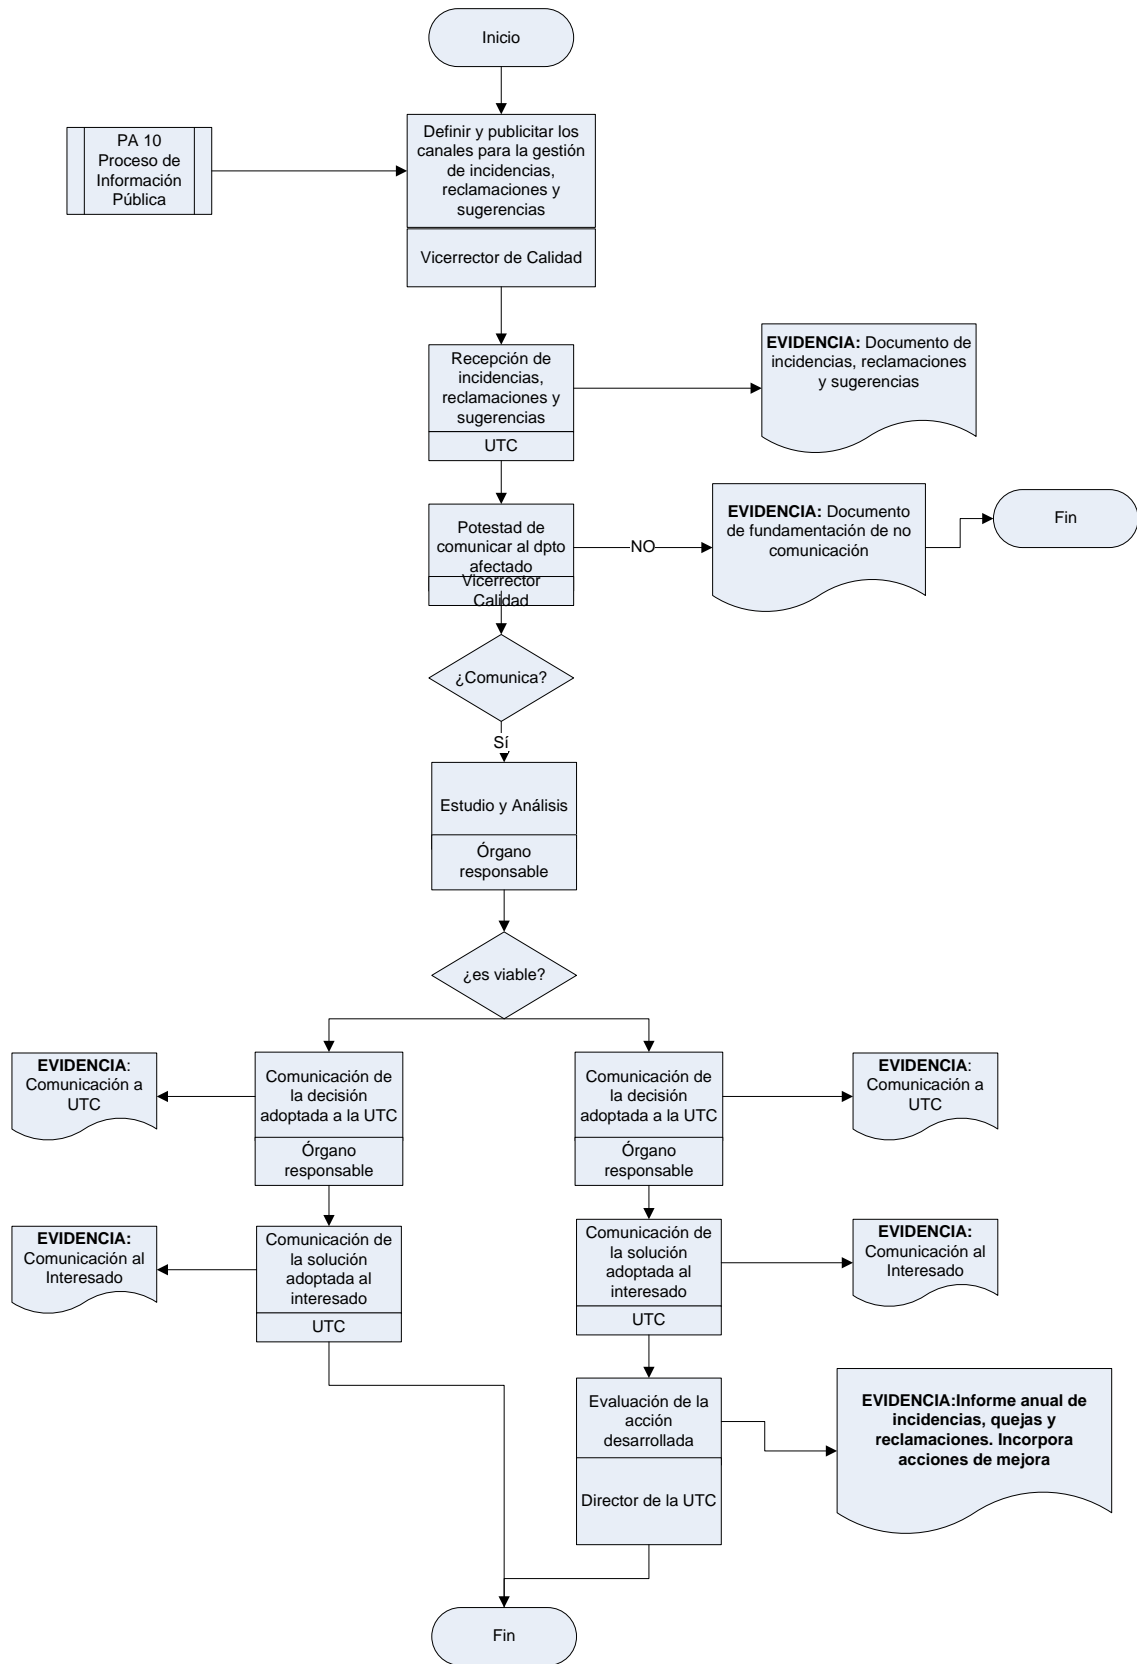 Inicio
PA 10
Proceso de
Información
Pública
Definir y publicitar los
canales para la gestión
de incidencias,
reclamaciones y
sugerencias
Vicerrector de Calidad
Recepción de
incidencias,
reclamaciones y
sugerencias
UTC
EVIDENCIA: Documento de
incidencias, reclamaciones
y sugerencias
Potestad de
comunicar al dpto
afectado
Vicerrector
Calidad
NO
EVIDENCIA: Documento
de fundamentación de no
comunicación
Fin
¿Comunica?
Sí
Estudio y Análisis
Órgano
responsable
¿es viable?
EVIDENCIA:
Comunicación a
UTC
Comunicación de
la decisión
adoptada a la UTC
Órgano
responsable
Comunicación de
la decisión
adoptada a la UTC
Órgano
responsable
EVIDENCIA:
Comunicación a
UTC
EVIDENCIA:
Comunicación al
Interesado
Comunicación de
la solución
adoptada al
interesado
UTC
Comunicación de
la solución
adoptada al
interesado
UTC
EVIDENCIA:
Comunicación al
Interesado
Evaluación de la
acción
desarrollada
Director de la UTC
EVIDENCIA:Informe anual de
incidencias, quejas y
reclamaciones. Incorpora
acciones de mejora
Fin